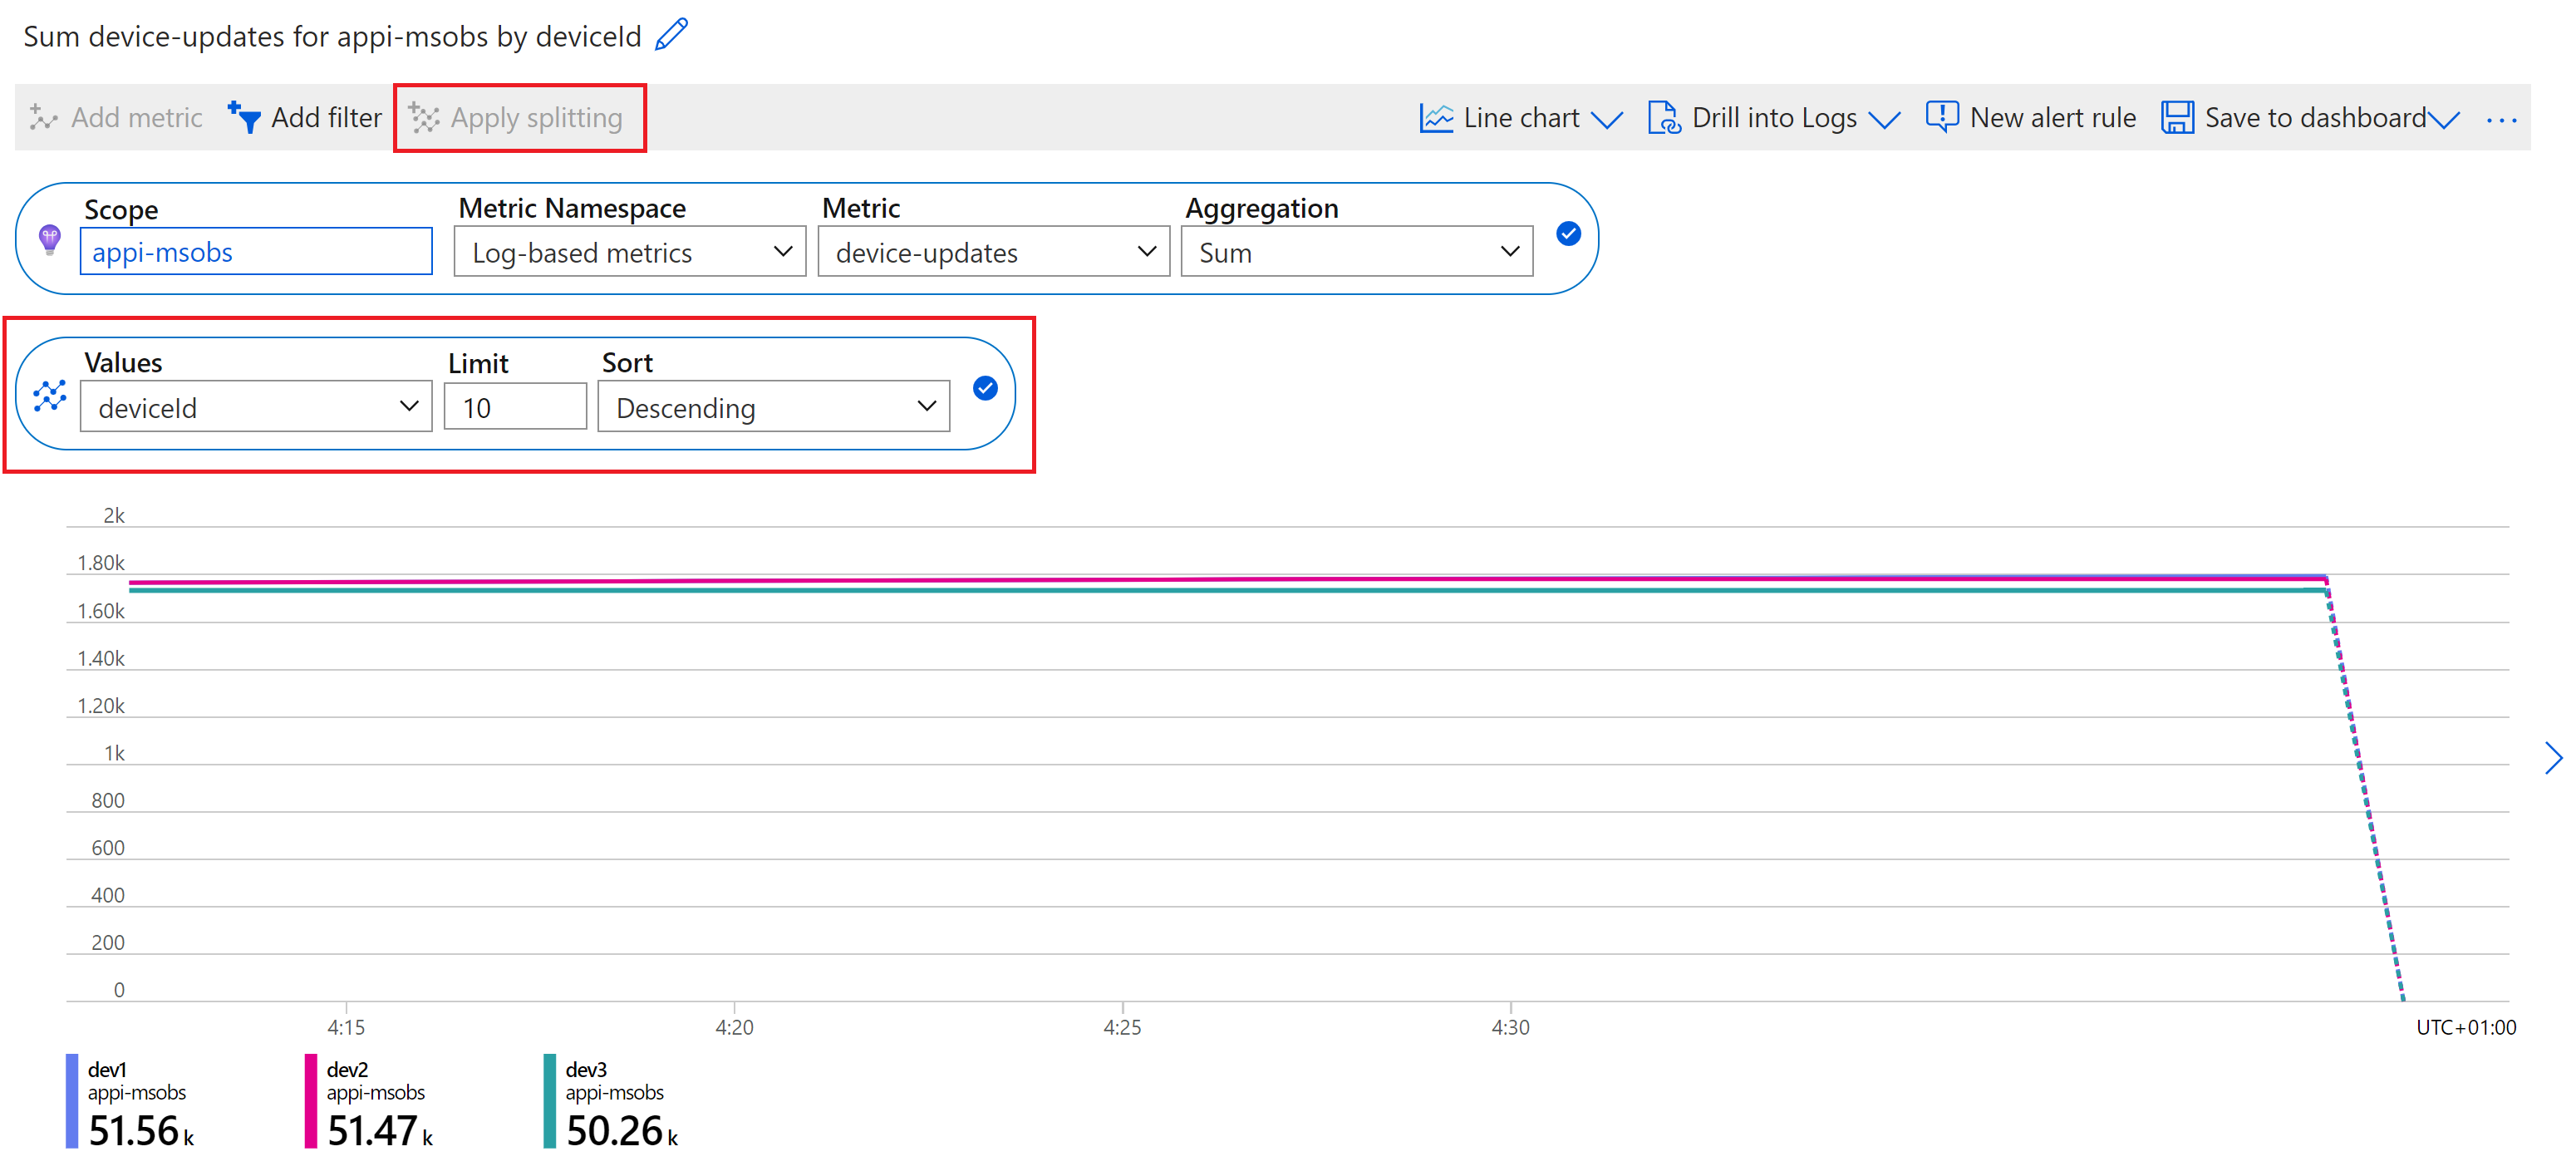 Sum device-updates for appi-msobs by deviceId
Add metric Add filter Apply splitting Line chart Drill into Logs New alert rule Save to dashboard ...
Scope Metric Namespace Metric Aggregation
appi-msobs Log-based metrics device-updates Sum
Values Limit Sort
deviceId 10 Descending
2k
1.80k
1.60k
1.40k
1.20k
1k
800
600
400
200
0
4:15 4:20 4:25 4:30 UTC+01:00
dev1 dev2 dev3
appi-msobs appi-msobs appi-msobs
51.56 k 51.47 k 50.26 k